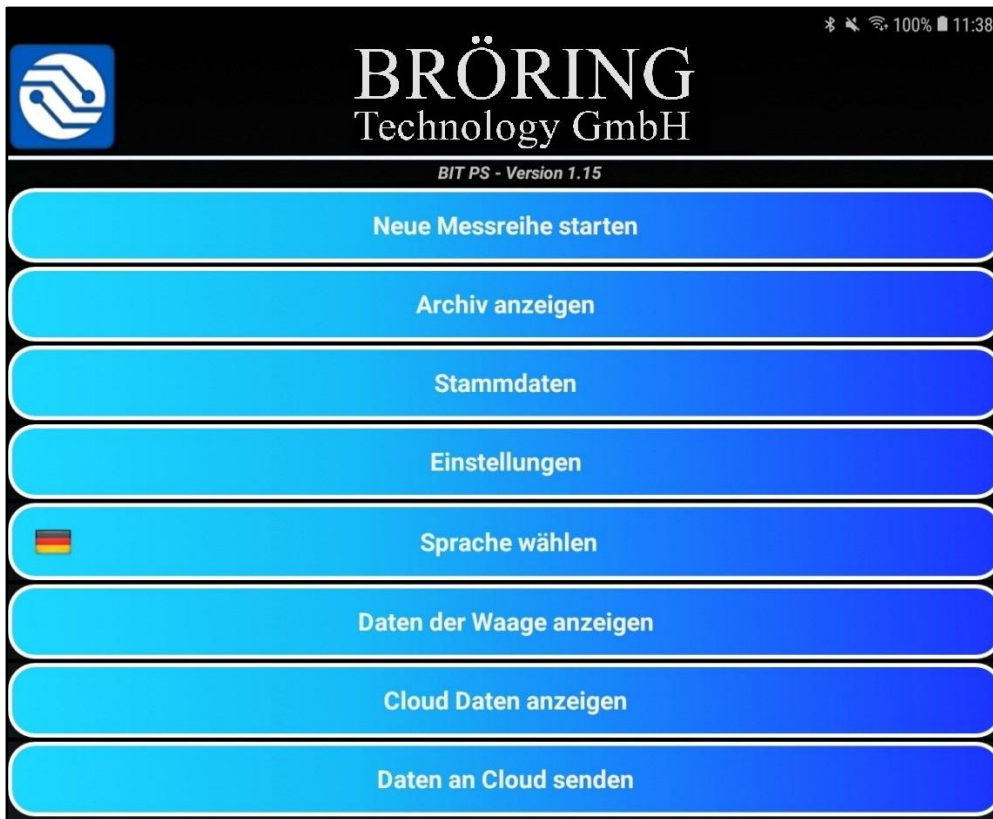 100% 11:38
BRÖRING
Technology GmbH
BIT PS - Version 1.15
Neue Messreihe starten
Archiv anzeigen
Stammdaten
Einstellungen
Sprache wählen
Daten der Waage anzeigen
Cloud Daten anzeigen
Daten an Cloud senden